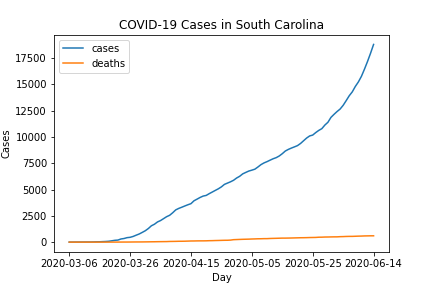 COVID-19 Cases in South Carolina
cases
deaths
17500
15000
12500
10000
7500
5000
2500
0
Cases
2020-03-06 2020-03-26 2020-04-15 2020-05-05 2020-05-25 2020-06-14
Day